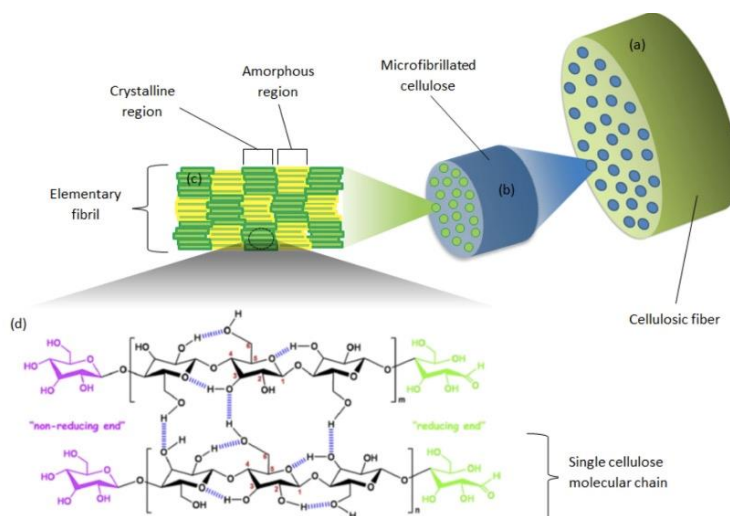 (a)
Microfibrillated
cellulose
Amorphous
region
Crystalline
region
(c)
Elementary
fibril
(b)
Cellulosic fiber
(d)
m
"non-reducing end"
"reducing end"
Single cellulose
molecular chain
n